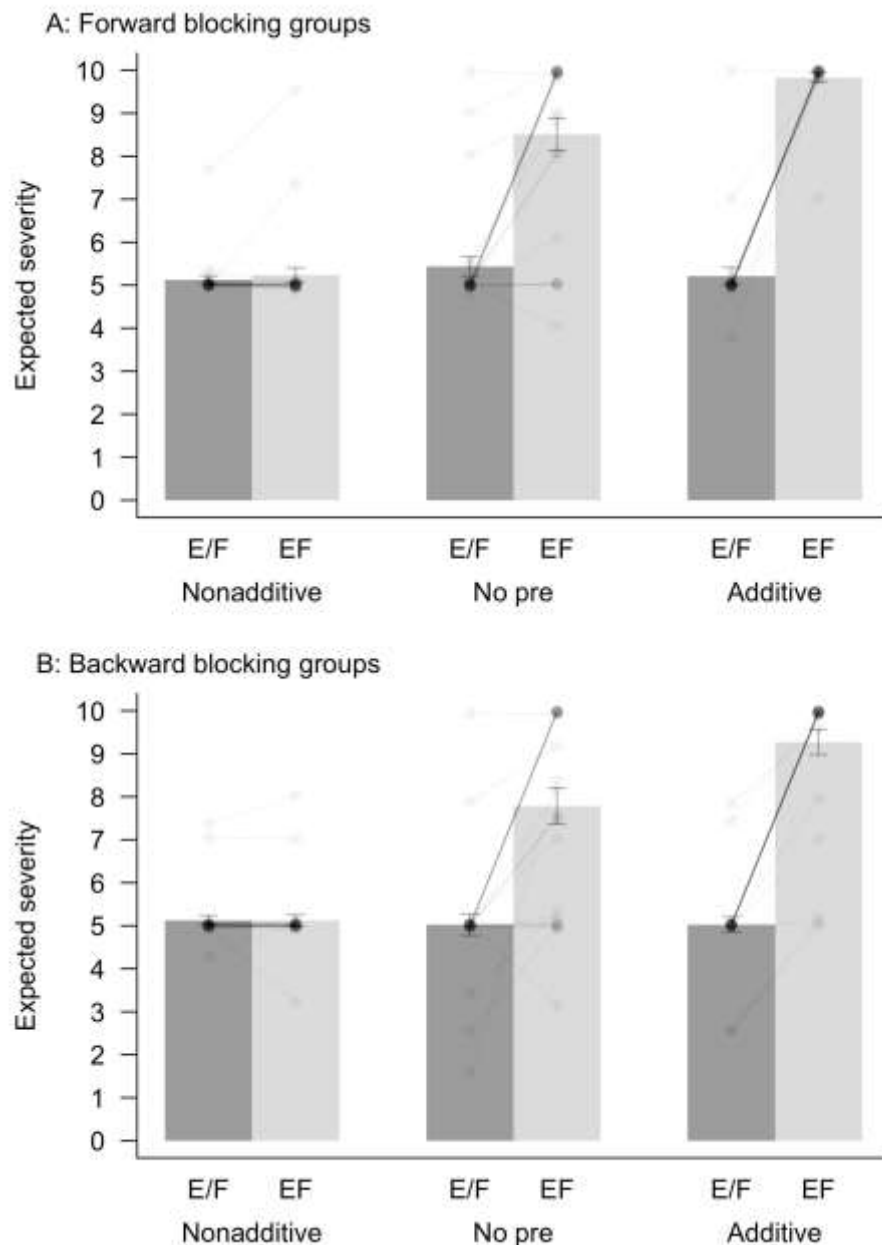 A: Forward blocking groups
10
9
8
7
6
5
4
3
2
1
0
Expected severity
E/F EF E/F EF E/F EF
Nonadditive No pre Additive
B: Backward blocking groups
10
9
8
7
6
5
4
3
2
1
0
Expected severity
E/F EF E/F EF E/F EF
Nonadditive No pre Additive